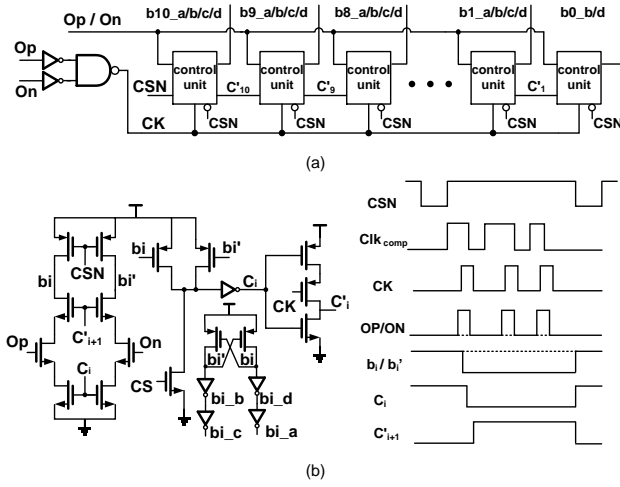 Op / On
b10_a/b/c/d
b9_a/b/c/d
b8_a/b/c/d
b1_a/b/c/d
b0_b/d
Op
On
control unit
control unit
control unit
control unit
control unit
CSN
C'10
C'9
C'1
CK
CSN
CSN
CSN
CSN
CSN
(a)
(b)
bi
CSN
bi'
C'i+1
Op
On
Ci
bi
bi'
CS
Ci
CK
C'i
bi'
bi
bi_b
bi_d
bi_c
bi_a
CSN
Clkcomp
CK
OP/ON
bi / bi'
Ci
C'i+1